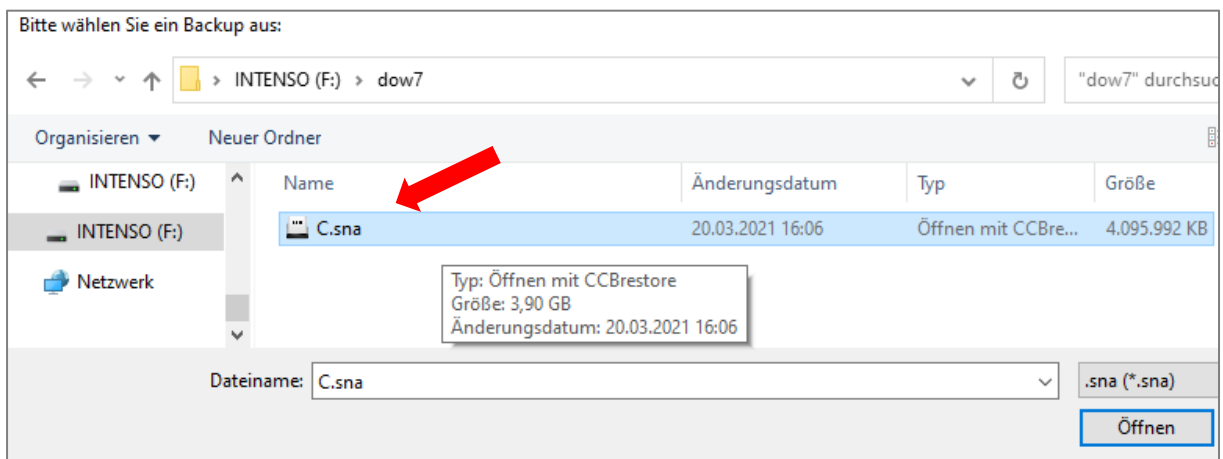 Bitte wählen Sie ein Backup aus:
INTENSO (F:) > dow7
"dow7" durchsuc
Organisieren Neuer Ordner
INTENSO (F:)
INTENSO (F:)
Netzwerk
Name Änderungsdatum Typ Größe
C.sna 20.03.2021 16:06 Öffnen mit CCBre... 4.095.992 KB
Typ: Öffnen mit CCBrestore
Größe: 3,90 GB
Änderungsdatum: 20.03.2021 16:06
Dateiname: C.sna .sna (*.sna)
Öffnen